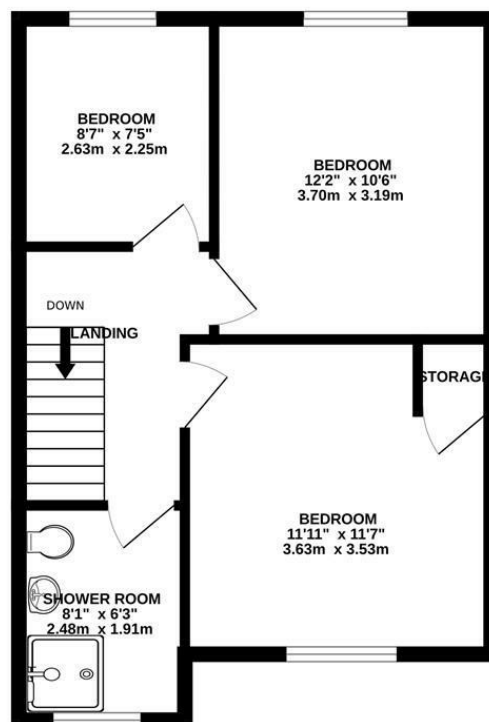 BEDROOM
8'7" x 7'5"
2.63m x 2.25m
BEDROOM
12'2" x 10'6"
3.70m x 3.19m
DOWN
LANDING
STORAGE
BEDROOM
11'11" x 11'7"
3.63m x 3.53m
SHOWER ROOM
8'1" x 6'3"
2.48m x 1.91m